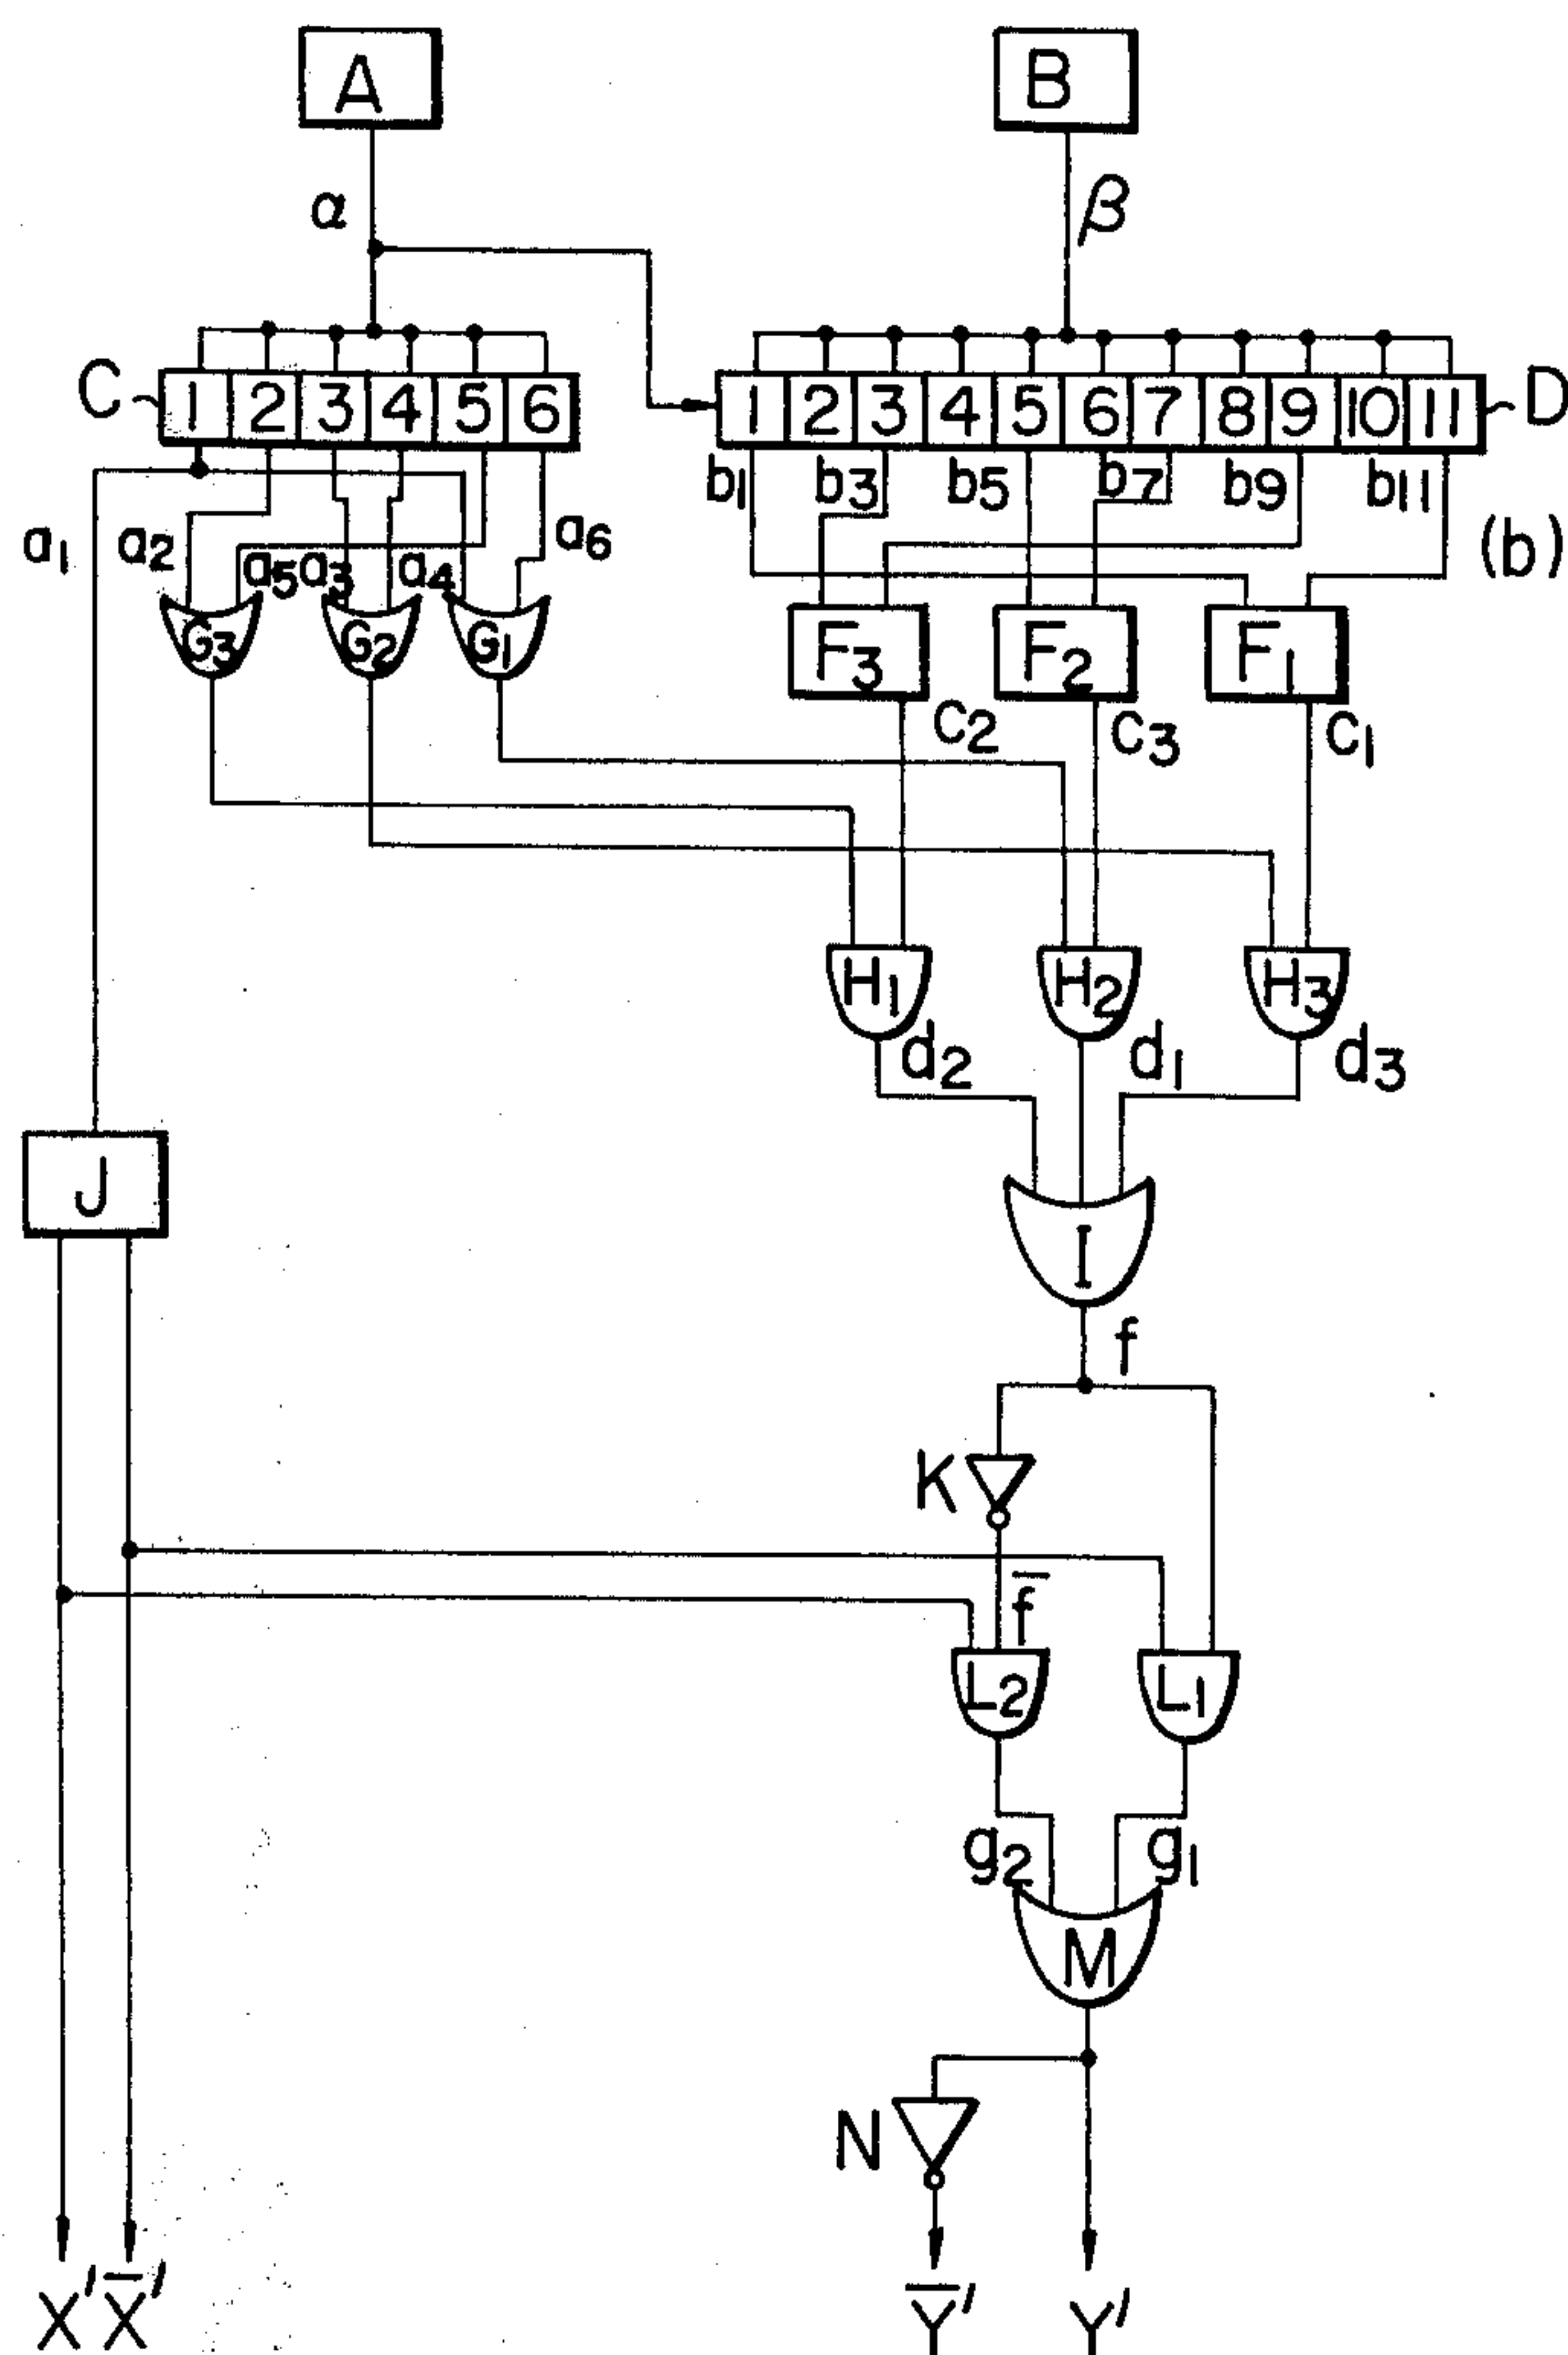 A B
α β
C 1 2 3 4 5 6 1 2 3 4 5 6 7 8 9 10 11 D
b1 b3 b5 b7 b9 b11
a1 a2 a5 a3 a4 a6 (b)
G3 G2 G1 F3 F2 F1
C2 C3 C1
H1 H2 H3
d2 d1 d3
J
I
f
K
f̅
L2 L1
g2 g1
M
N
X' X̅' Y̅' Y'